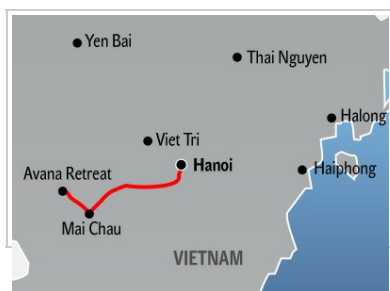 Yen Bai
Thai Nguyen
Halong
Viet Tri
Hanoi
Avana Retreat
Haiphong
Mai Chau
VIETNAM